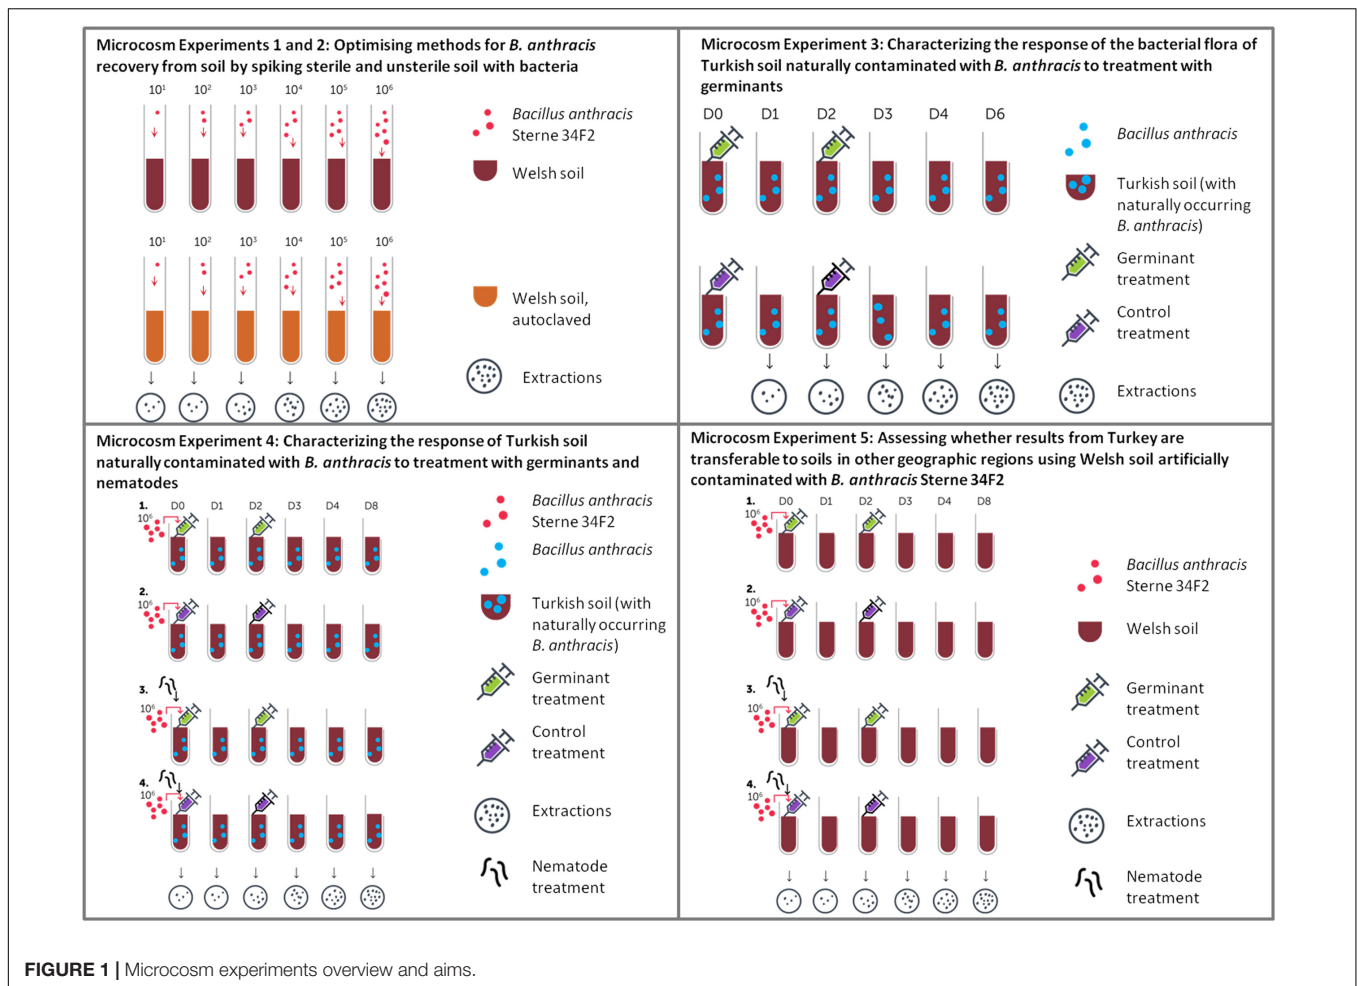 Microcosm Experiments 1 and 2: Optimising methods for B. anthracis
recovery from soil by spiking sterile and unsterile soil with bacteria
10¹ 10² 10³ 10⁴ 10⁵ 10⁶
Bacillus anthracis
Sterne 34F2
Welsh soil
10¹ 10² 10³ 10⁴ 10⁵ 10⁶
Welsh soil,
autoclaved
Extractions
Microcosm Experiment 3: Characterizing the response of the bacterial flora of
Turkish soil naturally contaminated with B. anthracis to treatment with
germinants
D0 D1 D2 D3 D4 D6
Bacillus anthracis
Turkish soil (with
naturally occurring
B. anthracis)
Germinant
treatment
Control
treatment
Extractions
Microcosm Experiment 4: Characterizing the response of Turkish soil
naturally contaminated with B. anthracis to treatment with germinants and
nematodes
1. D0 D1 D2 D3 D4 D8
10⁶
2.
10⁶
3.
10⁶
4.
10⁶
Bacillus anthracis
Sterne 34F2
Bacillus anthracis
Turkish soil (with
naturally occurring
B. anthracis)
Germinant
treatment
Control
treatment
Extractions
Nematode
treatment
Microcosm Experiment 5: Assessing whether results from Turkey are
transferable to soils in other geographic regions using Welsh soil artificially
contaminated with B. anthracis Sterne 34F2
1. D0 D1 D2 D3 D4 D8
10⁶
2.
10⁶
3.
10⁶
4.
10⁶
Bacillus anthracis
Sterne 34F2
Welsh soil
Germinant
treatment
Control
treatment
Extractions
Nematode
treatment
FIGURE 1 | Microcosm experiments overview and aims.